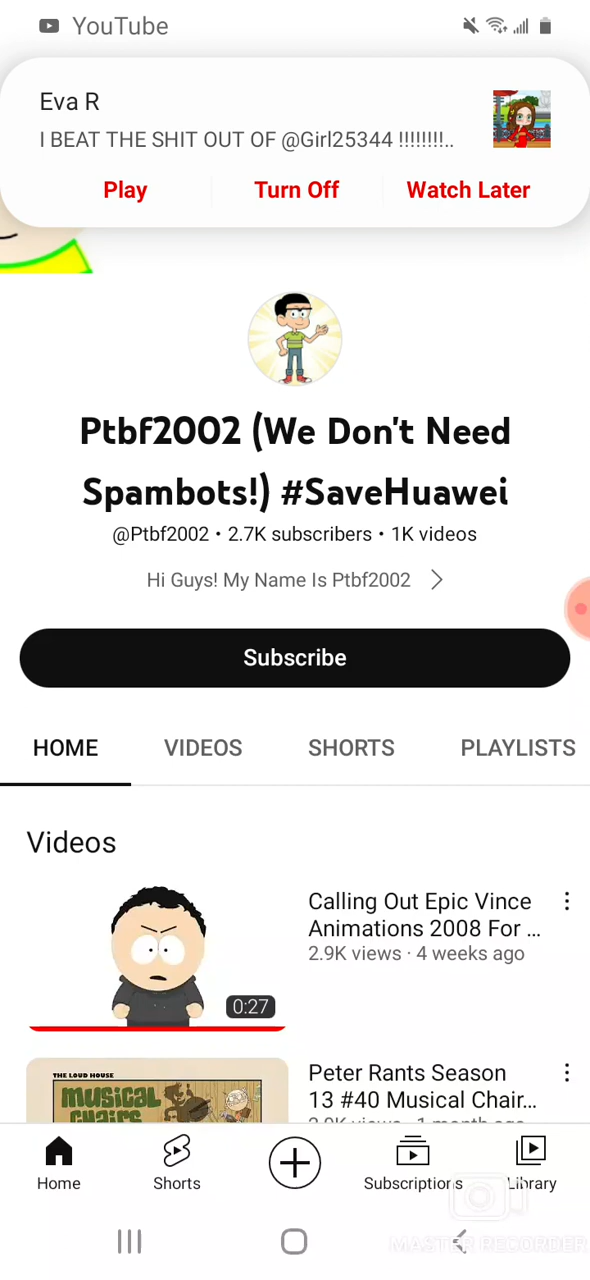 YouTube
Eva R
I BEAT THE SHIT OUT OF @Girl25344 !!!!!!!!..
Play
Turn Off
Watch Later
Ptbf2002 (We Don't Need
Spambots!) #SaveHuawei
@Ptbf2002 • 2.7K subscribers • 1K videos
Hi Guys! My Name Is Ptbf2002
Subscribe
HOME
VIDEOS
SHORTS
PLAYLISTS
Videos
Calling Out Epic Vince
Animations 2008 For ...
2.9K views · 4 weeks ago
0:27
THE LOUD HOUSE
MUSICAL
CHAIRS
Peter Rants Season
13 #40 Musical Chair...
Home
Shorts
Subscriptions
Library
MASTER RECORDER